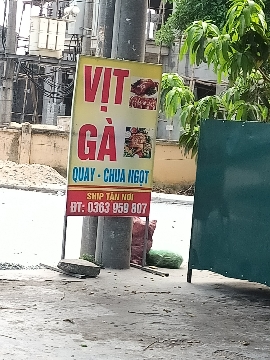 VỊT
GÀ
QUAY - CHUA NGỌT
SHIP TẬN NƠI
ĐT: 0363 959 807